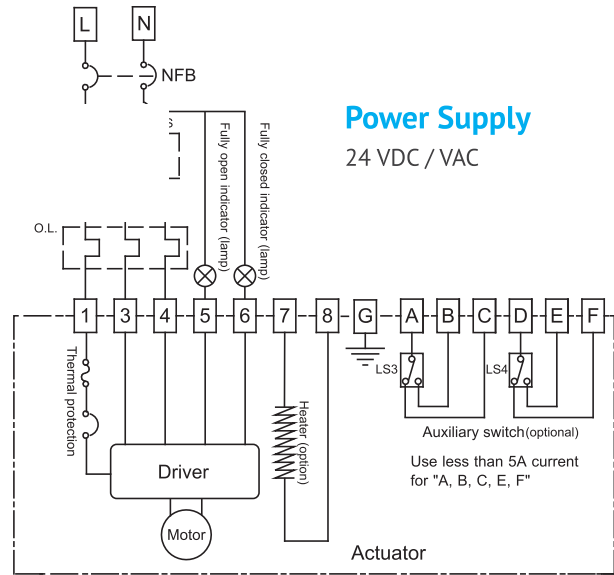 L N
NFB
Power Supply
24 VDC / VAC
S
Fully open indicator (lamp)
Fully closed indicator (lamp)
O.L.
1 3 4 5 6 7 8 G A B C D E F
Thermal protection
LS3
LS4
Heater (option)
Auxiliary switch(optional)
Use less than 5A current
for "A, B, C, E, F"
Driver
Motor
Actuator